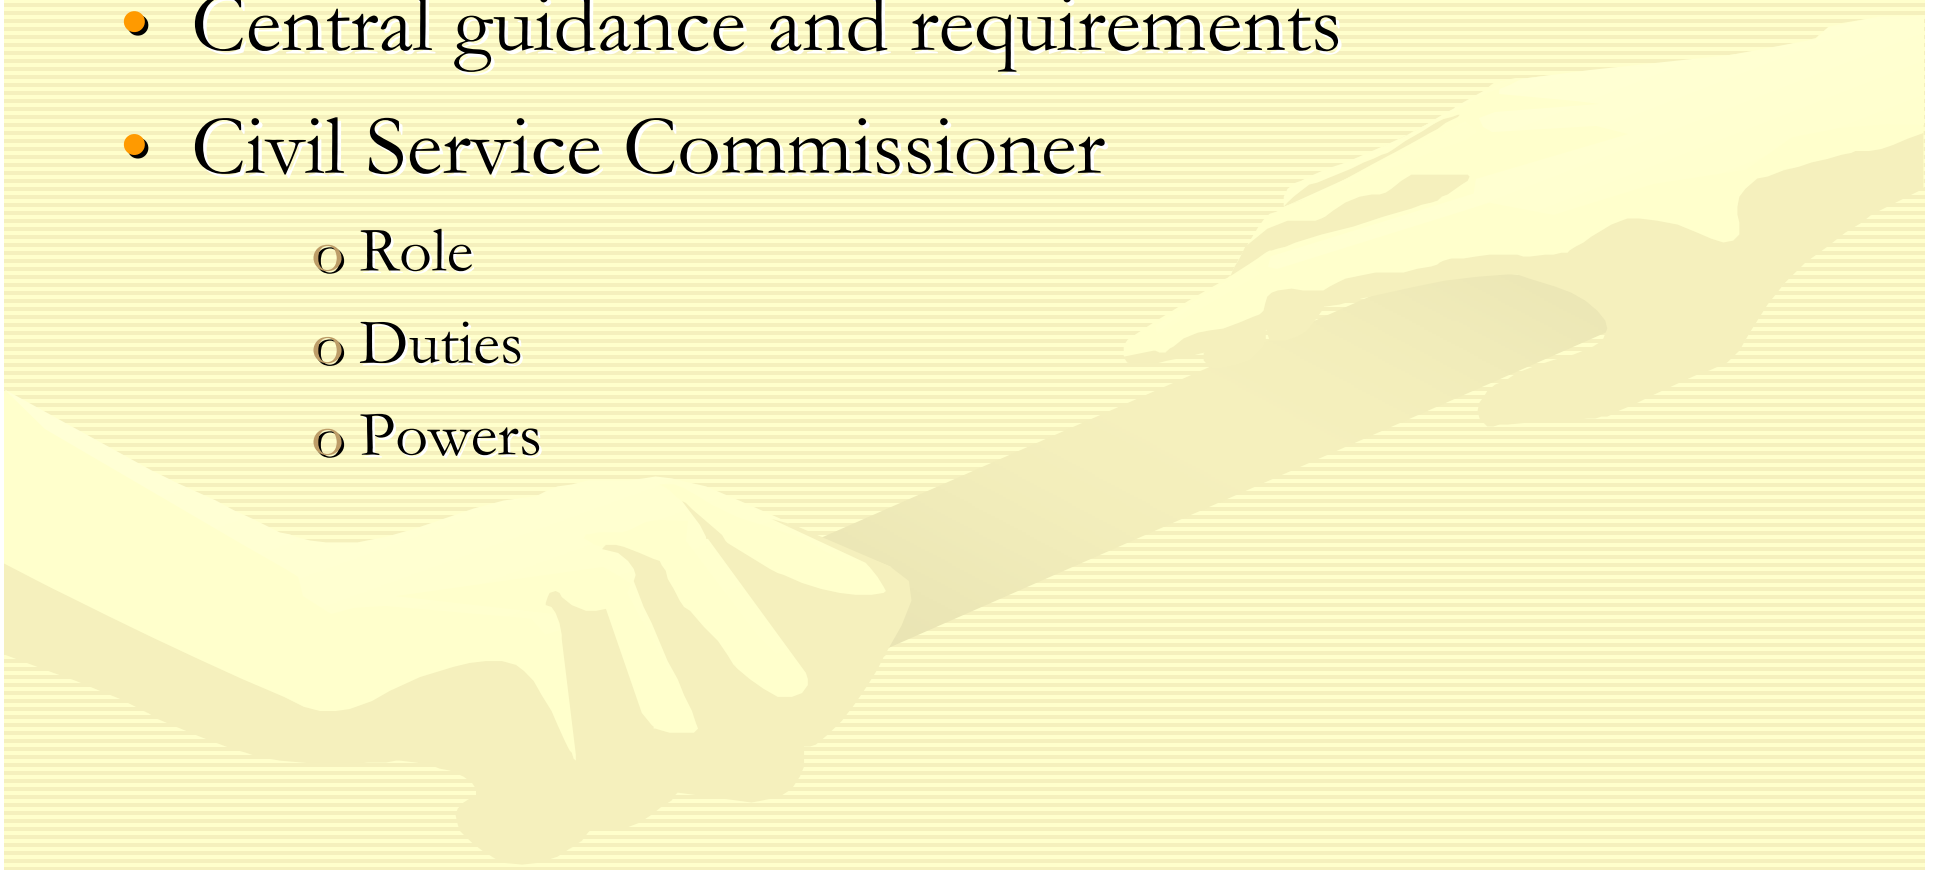 • Central guidance and requirements
• Civil Service Commissioner
o Role
o Duties
o Powers